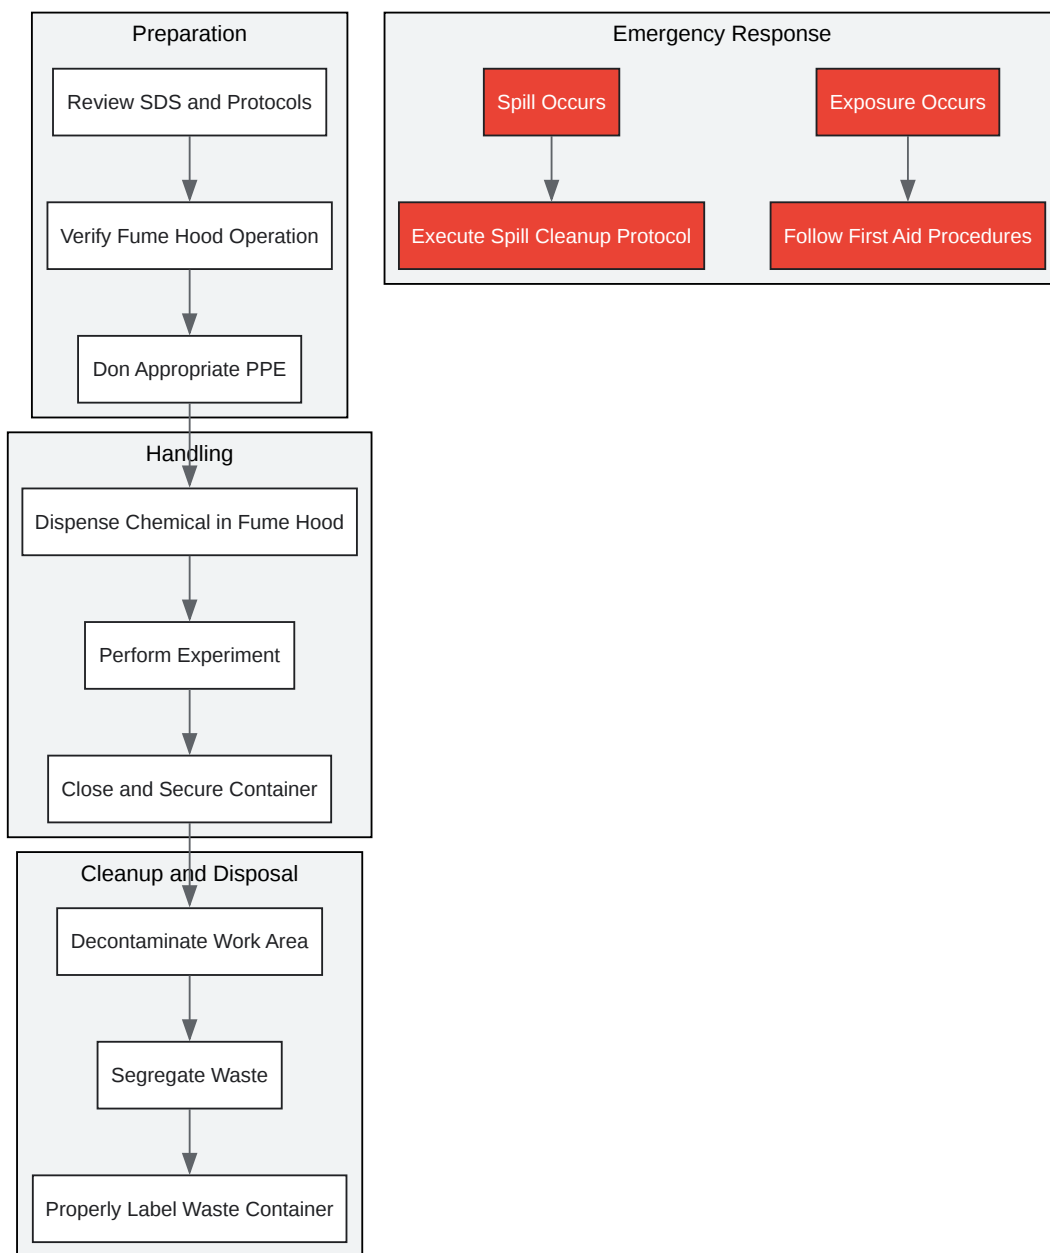 Preparation
Review SDS and Protocols
Verify Fume Hood Operation
Don Appropriate PPE
Handling
Dispense Chemical in Fume Hood
Perform Experiment
Close and Secure Container
Cleanup and Disposal
Decontaminate Work Area
Segregate Waste
Properly Label Waste Container
Emergency Response
Spill Occurs
Execute Spill Cleanup Protocol
Exposure Occurs
Follow First Aid Procedures